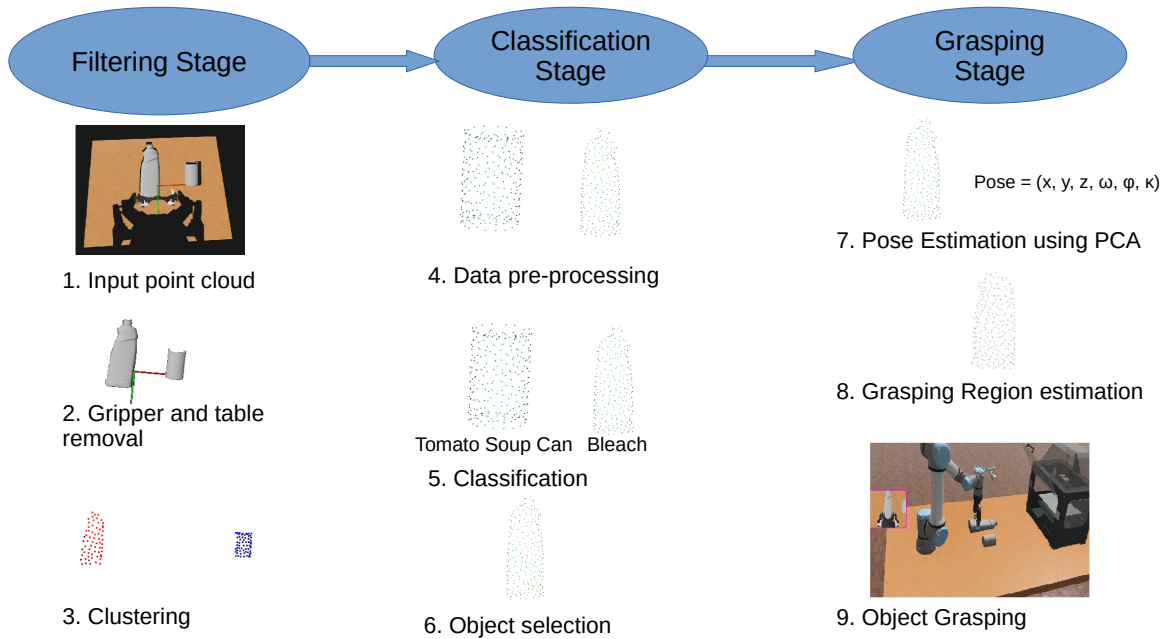 Filtering Stage
Classification
Stage
Grasping
Stage
1. Input point cloud
2. Gripper and table
removal
3. Clustering
4. Data pre-processing
Tomato Soup Can
Bleach
5. Classification
6. Object selection
Pose = (x, y, z, ω, φ, κ)
7. Pose Estimation using PCA
8. Grasping Region estimation
9. Object Grasping